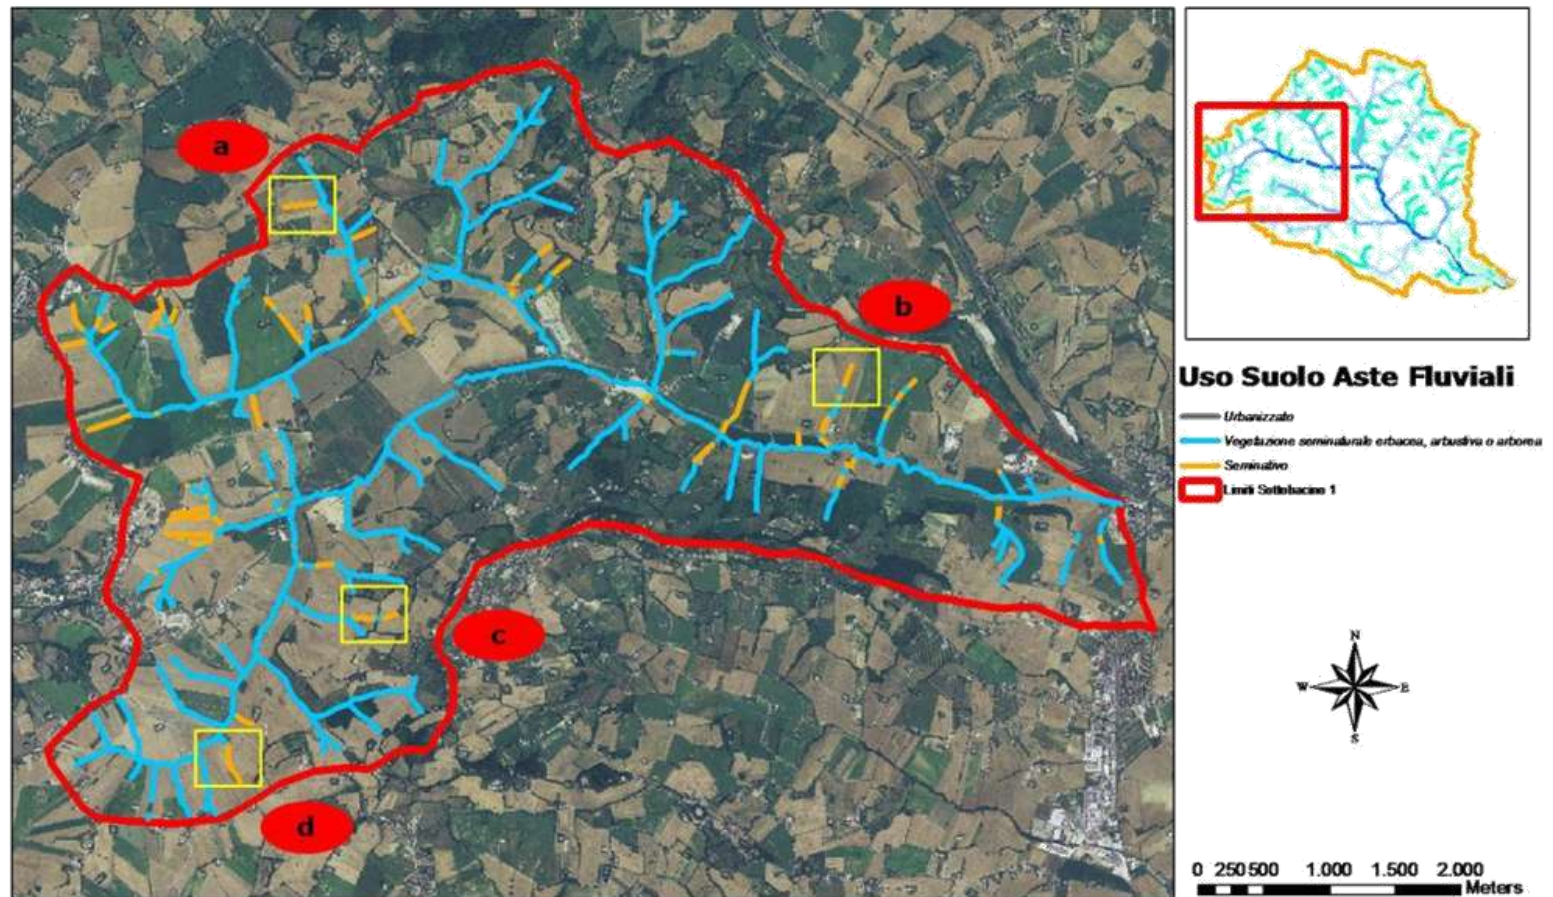 a
b
c
d
Uso Suolo Aste Fluviali
Urbanizzato
Vegetazione seminaturale erbacea, arbustiva o arborea
Seminativo
Limiti Sottobacino 1
N
W E
S
0 250 500 1.000 1.500 2.000
Meters